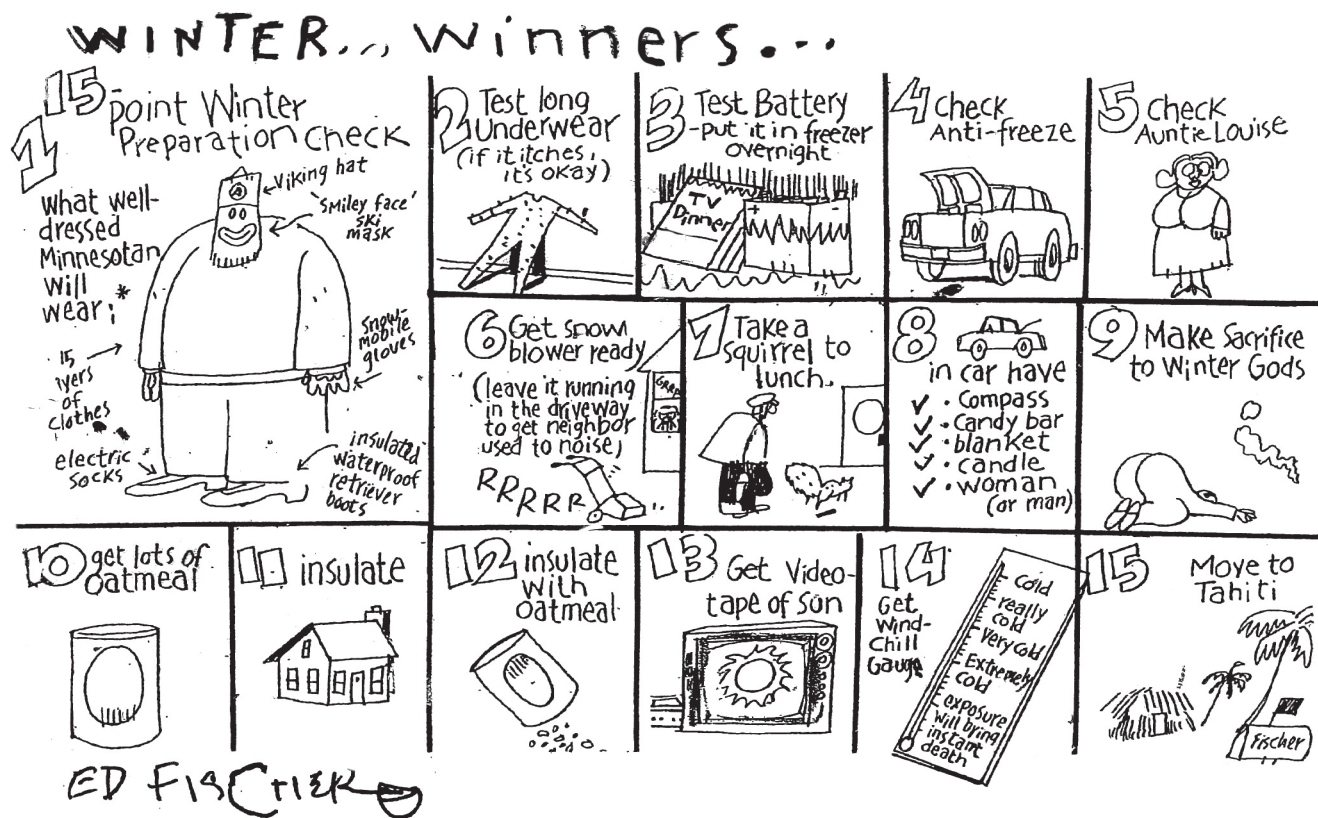 WINTER... Winners...
15 point Winter
Preparation Check
1
What well-
dressed
Minnesotan
will
wear: *
Viking hat
'smiley face'
ski
mask
snow-
mobile
gloves
15
lyers
of
clothes
electric
socks
insulated
waterproof
retriever
boots
2 Test long
Underwear
(if it itches,
it's okay)
3 Test Battery
-put it in freezer
overnight
TV
Dinner
4 Check
Anti-freeze
5 Check
Auntie Louise
6 Get snow
blower ready
(leave it running
in the driveway
to get neighbor
used to noise)
GRRR
RRRRR
7 Take a
squirrel to
lunch.
8
in car have
✓ • Compass
✓ • Candy bar
✓ • blanket
✓ • candle
✓ • woman
(or man)
9 Make Sacrifice
to Winter Gods
10 get lots of
oatmeal
11 insulate
12 insulate
with
oatmeal
13 Get Video-
tape of Sun
14
Get
Wind-
Chill
Gauge
Cold
really
cold
Very cold
Extremely
cold
exposure
will bring
instant
death
15 Move to
Tahiti
Fischer
ED FISCHER